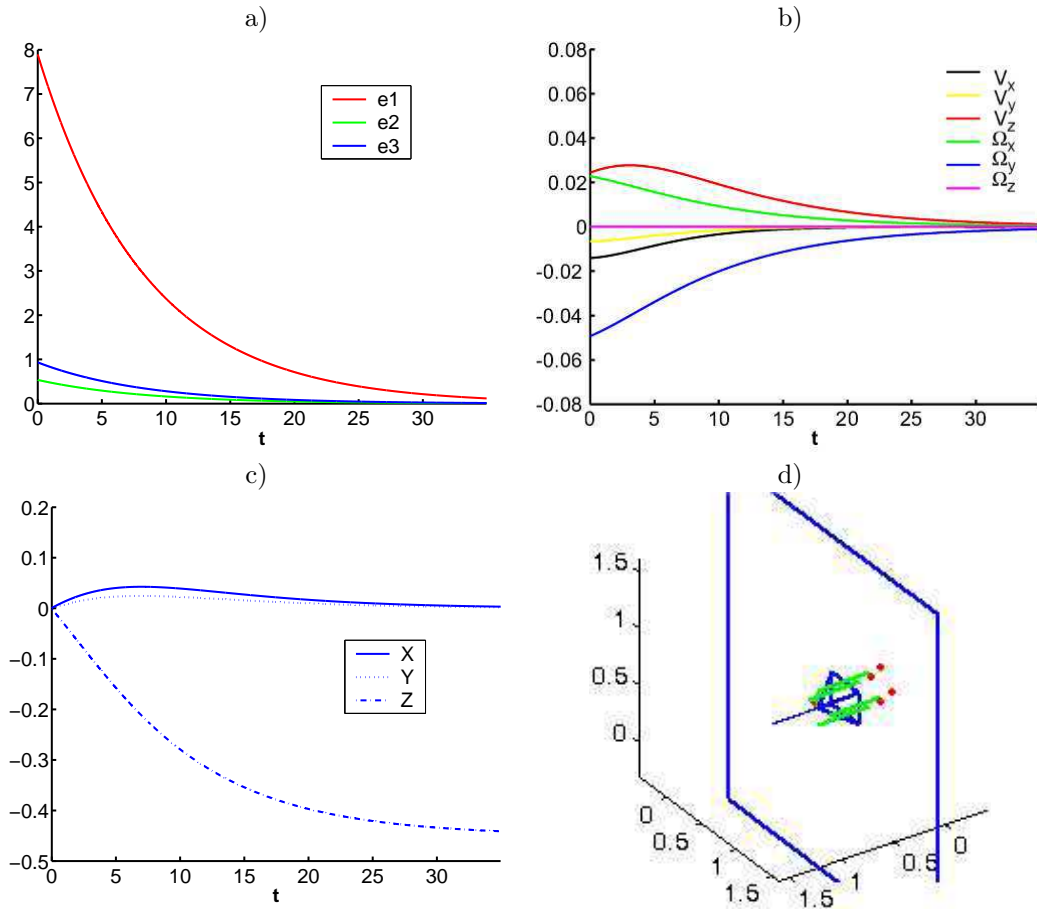 a)
8
7
6
5
4
3
2
1
0
0 5 10 15 20 25 30
t
e1
e2
e3
b)
0.08
0.06
0.04
0.02
0
-0.02
-0.04
-0.06
-0.08
0 5 10 15 20 25 30
t
Vx
Vy
Vz
Ωx
Ωy
Ωz
c)
0.2
0.1
0
−0.1
−0.2
−0.3
−0.4
−0.5
0 5 10 15 20 25 30
t
X
Y
Z
d)
1.5
1
0.5
0
0
0.5
1
1.5
0
0.5
1
1.5